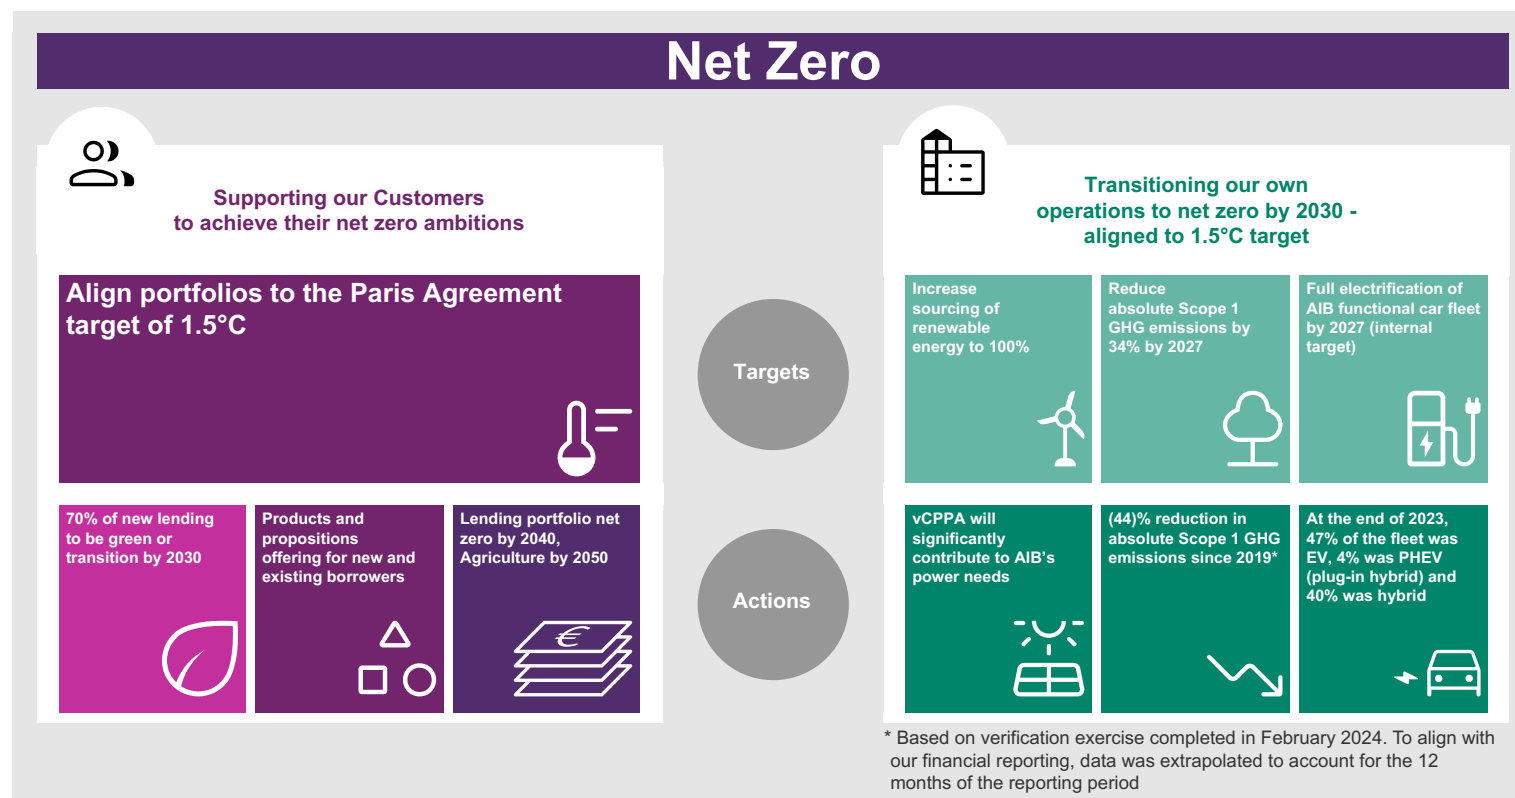 Net Zero
Supporting our Customers
to achieve their net zero ambitions
Align portfolios to the Paris Agreement
target of 1.5°C
70% of new lending
to be green or
transition by 2030
Products and
propositions
offering for new and
existing borrowers
Lending portfolio net
zero by 2040,
Agriculture by 2050
€
Targets
Actions
Transitioning our own
operations to net zero by 2030 -
aligned to 1.5°C target
Increase
sourcing of
renewable
energy to 100%
Reduce
absolute Scope 1
GHG emissions by
34% by 2027
Full electrification of
AIB functional car fleet
by 2027 (internal
target)
vCPPA will
significantly
contribute to AIB's
power needs
(44)% reduction in
absolute Scope 1 GHG
emissions since 2019*
At the end of 2023,
47% of the fleet was
EV, 4% was PHEV
(plug-in hybrid) and
40% was hybrid
* Based on verification exercise completed in February 2024. To align with
our financial reporting, data was extrapolated to account for the 12
months of the reporting period